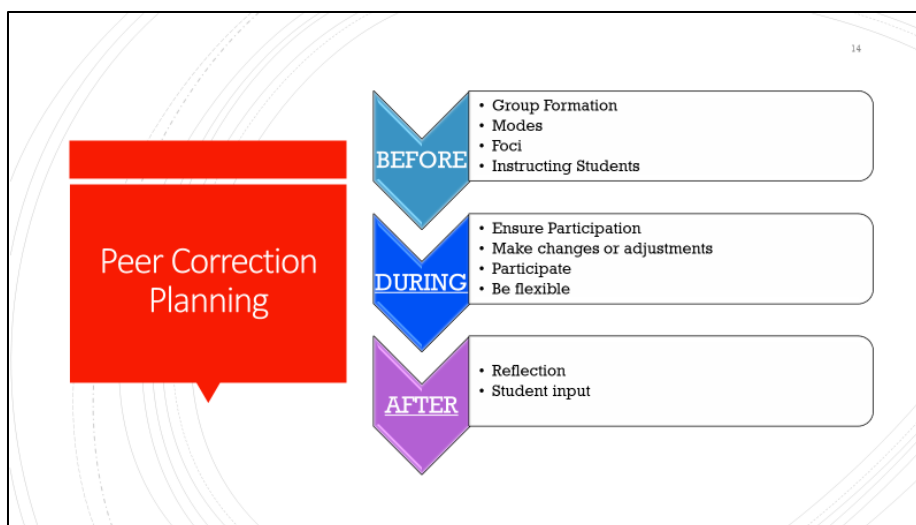 14
Peer Correction
Planning
BEFORE
• Group Formation
• Modes
• Foci
• Instructing Students
DURING
• Ensure Participation
• Make changes or adjustments
• Participate
• Be flexible
AFTER
• Reflection
• Student input